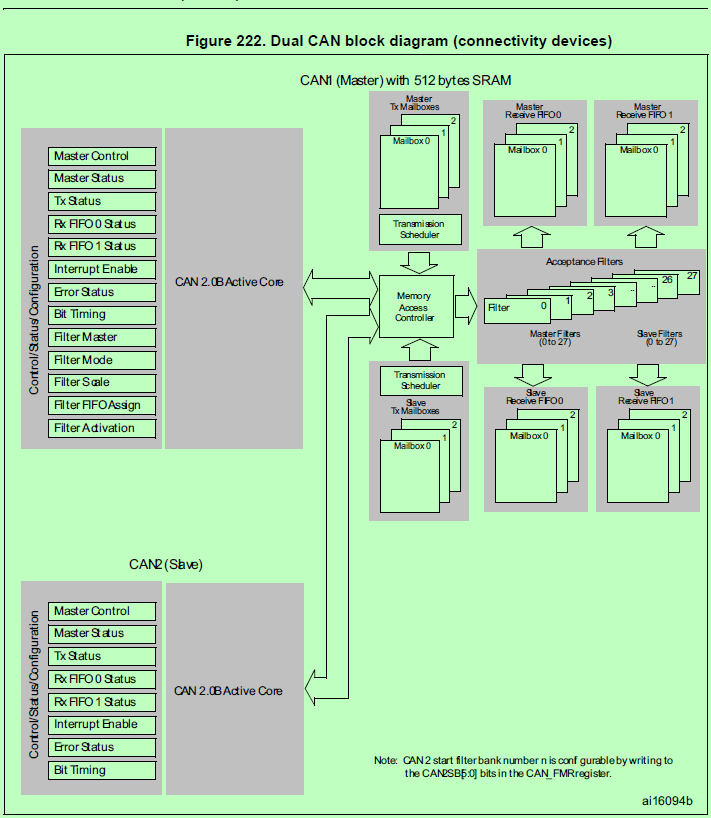 Figure 222. Dual CAN block diagram (connectivity devices)
CAN1 (Master) with 512 bytes SRAM
Control/Status/Configuration
Master Control
Master Status
Tx Status
Rx FIFO 0 Status
Rx FIFO 1 Status
Interrupt Enable
Error Status
Bit Timing
Filter Master
Filter Mode
Filter Scale
Filter FIFO Assign
Filter Activation
CAN 2.0B Active Core
Master
Tx Mailboxes
2
1
Mailbox 0
Transmission
Scheduler
Master
Receive FIFO 0
2
1
Mailbox 0
Master
Receive FIFO 1
2
1
Mailbox 0
Memory
Access
Controller
Acceptance Filters
Filter 0 1 2 3 .. .. 26 27
Master Filters
(0 to 27)
Slave Filters
(0 to 27)
Transmission
Scheduler
Slave
Tx Mailboxes
2
1
Mailbox 0
Slave
Receive FIFO 0
2
1
Mailbox 0
Slave
Receive FIFO 1
2
1
Mailbox 0
CAN2 (Slave)
Control/Status/Configuration
Master Control
Master Status
Tx Status
Rx FIFO 0 Status
Rx FIFO 1 Status
Interrupt Enable
Error Status
Bit Timing
CAN 2.0B Active Core
Note: CAN 2 start filter bank number n is configurable by writing to
the CAN2SB[5:0] bits in the CAN_FMR register.
ai16094b